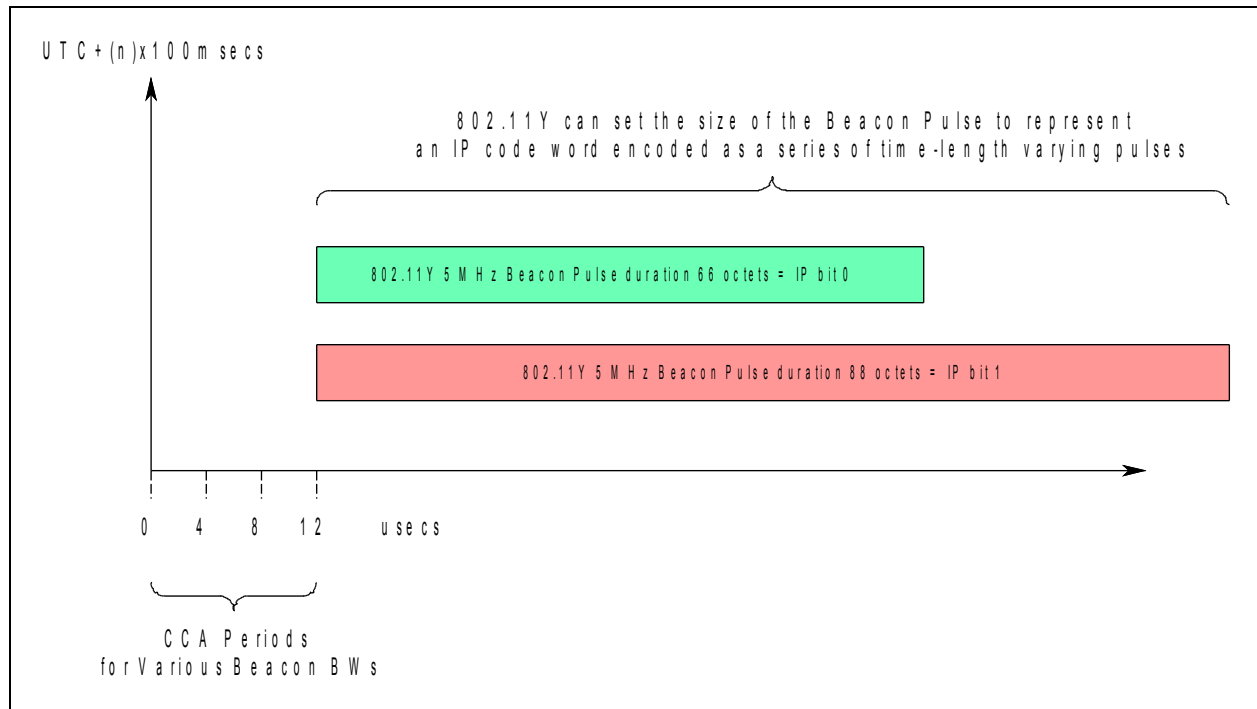 UTC+(n)x100msecs
802.11Y can set the size of the Beacon Pulse to represent
an IP code word encoded as a series of time-length varying pulses
802.11Y 5 MHz Beacon Pulse duration 66 octets = IP bit 0
802.11Y 5 MHz Beacon Pulse duration 88 octets = IP bit 1
0 4 8 12 usecs
CCA Periods
for Various Beacon BWs